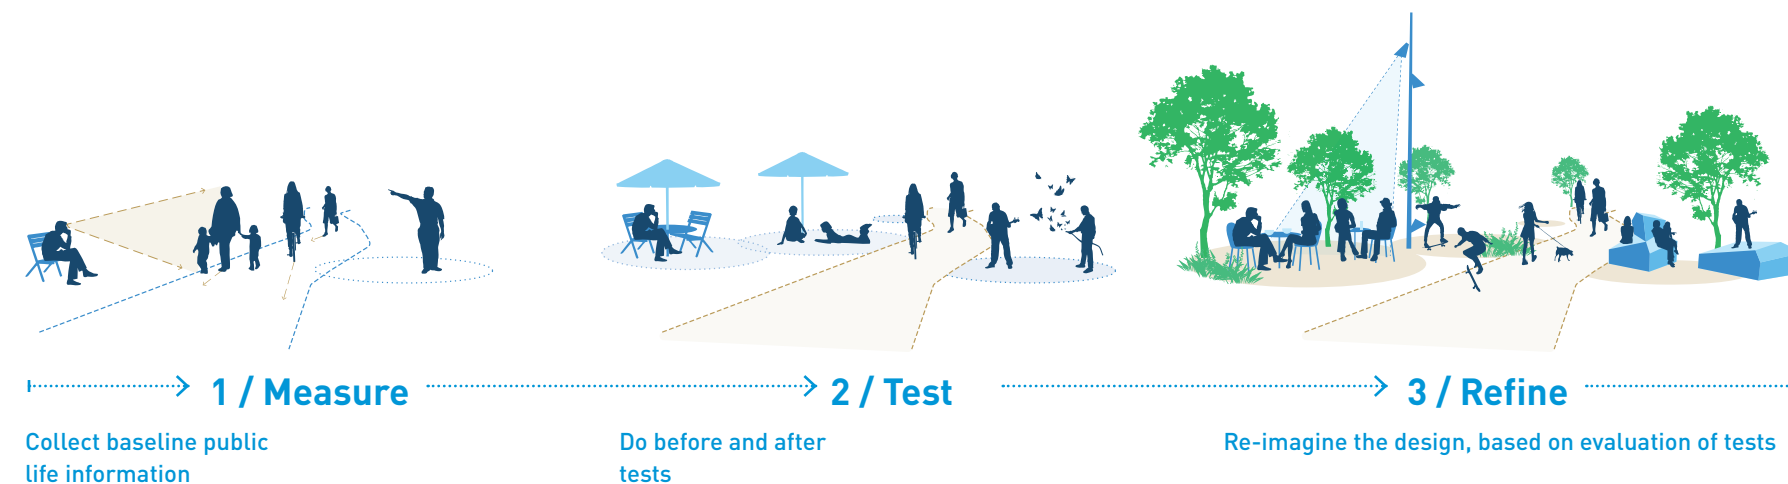 1 / Measure
Collect baseline public
life information
2 / Test
Do before and after
tests
3 / Refine
Re-imagine the design, based on evaluation of tests